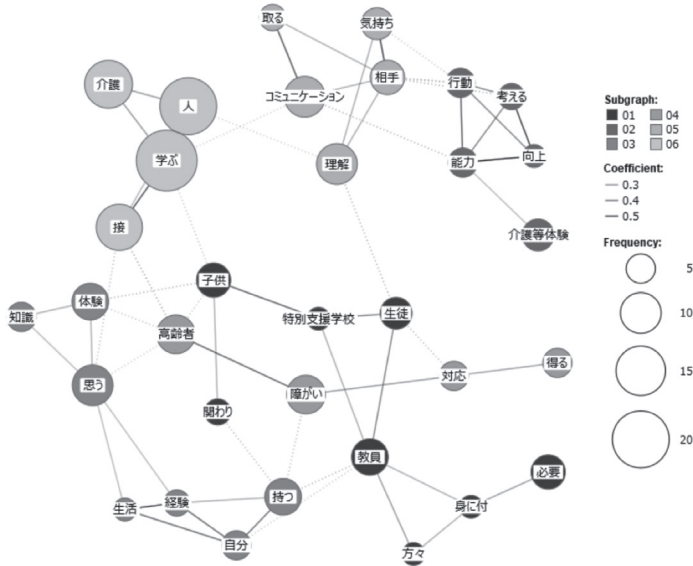 取る
気持ち
介護
人
コミュニケーション
相手
行動
考える
学ぶ
理解
能力
向上
接
介護等体験
子供
体験
知識
高齢者
特別支援学校
生徒
思う
関わり
障がい
対応
得る
教員
必要
生活
経験
持つ
身に付
自分
方々
Subgraph:
01 04
02 05
03 06
Coefficient:
0.3
0.4
0.5
Frequency:
5
10
15
20